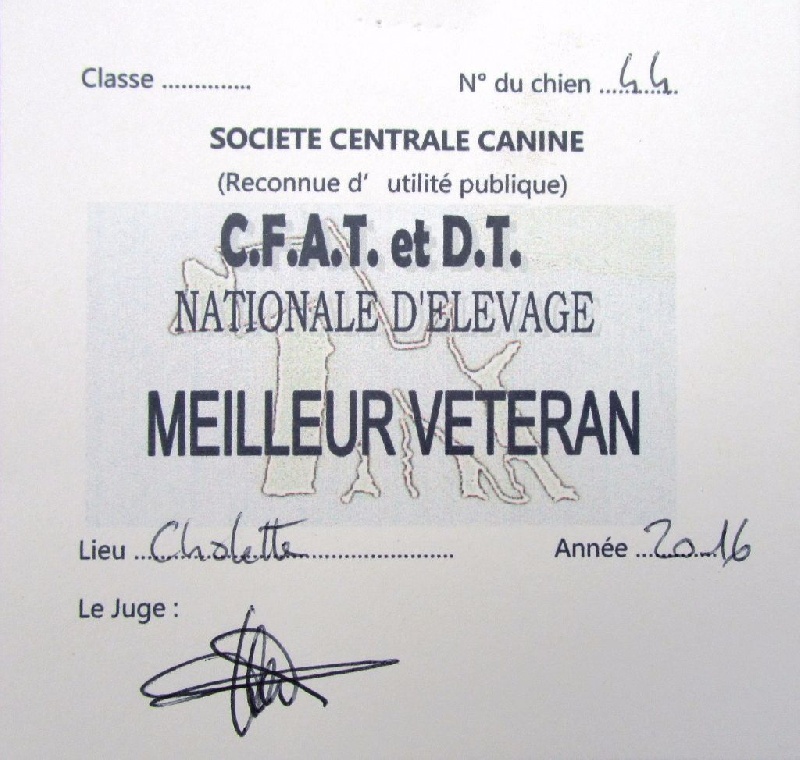 Classe ..............
N° du chien ...44...
SOCIETE CENTRALE CANINE
(Reconnue d' utilité publique)
C.F.A.T. et D.T.
NATIONALE D'ELEVAGE
MEILLEUR VETERAN
Lieu ...Cholette.....................
Année ...2016
Le Juge :